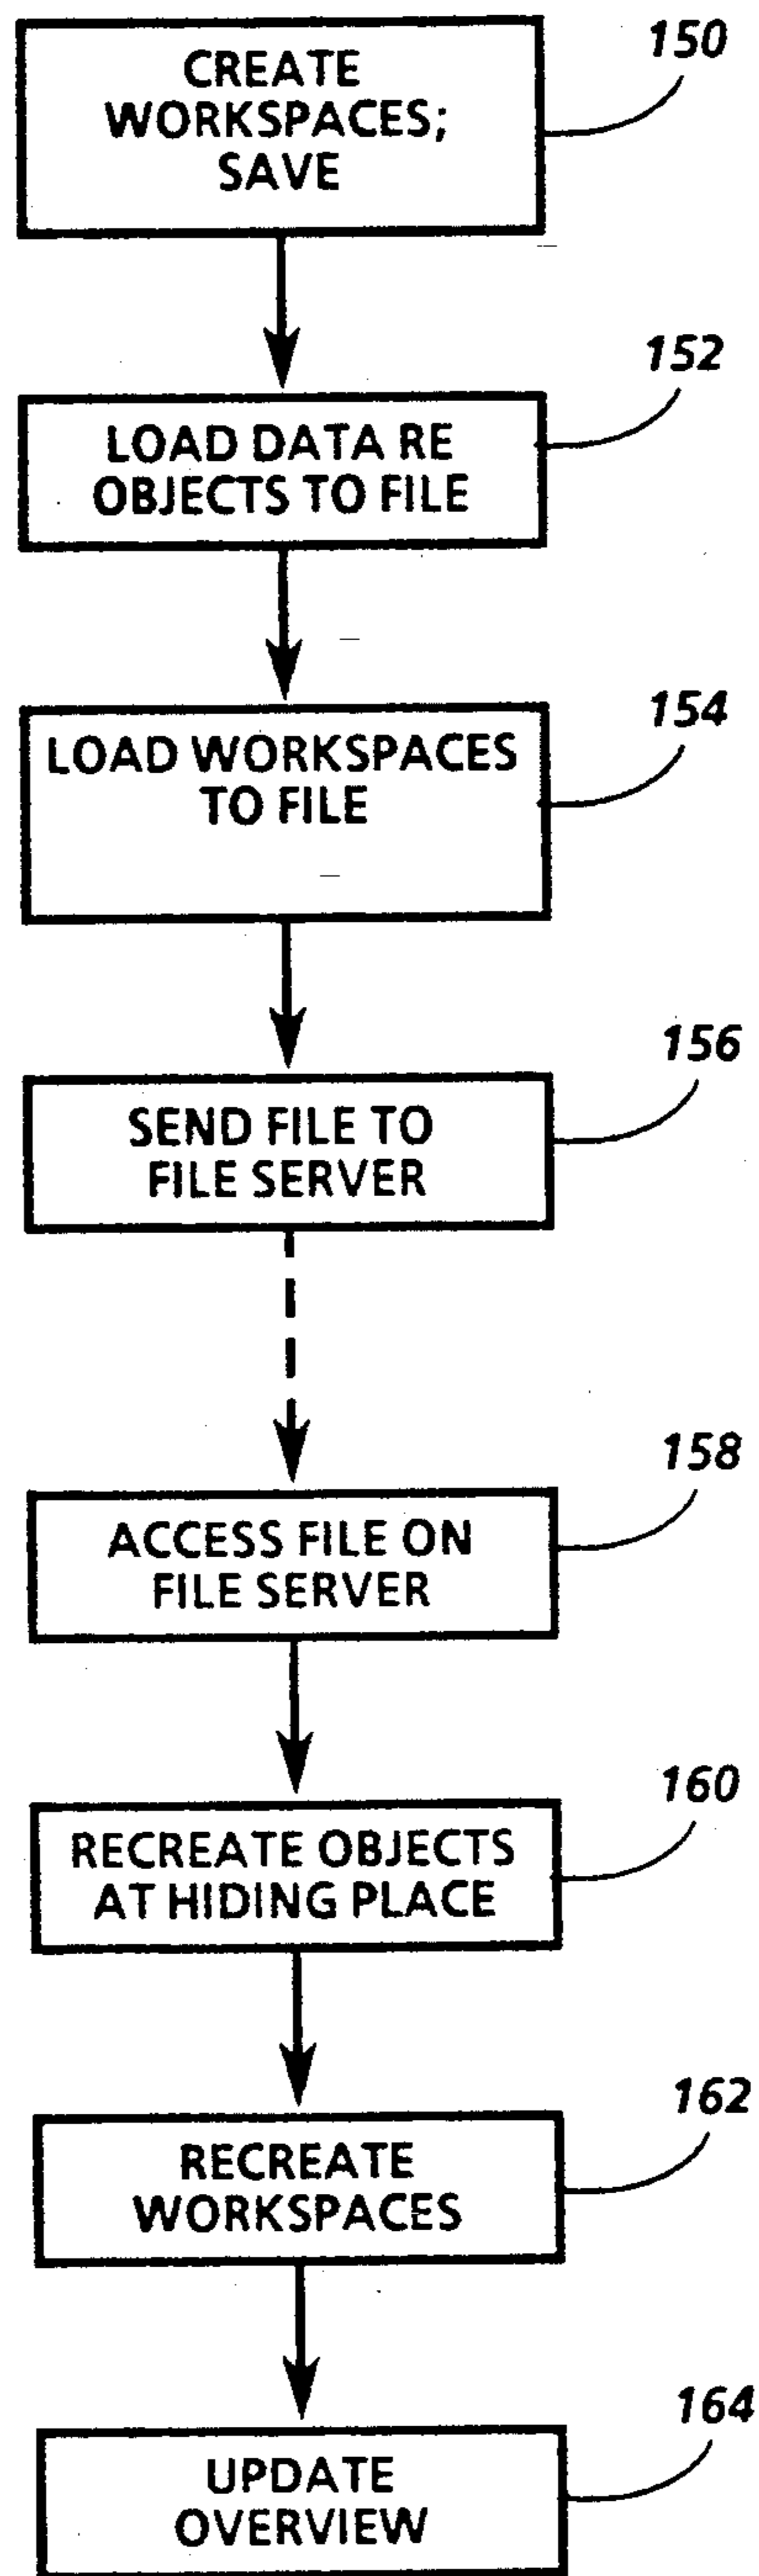 150
CREATE
WORKSPACES;
SAVE
152
LOAD DATA RE
OBJECTS TO FILE
154
LOAD WORKSPACES
TO FILE
156
SEND FILE TO
FILE SERVER
158
ACCESS FILE ON
FILE SERVER
160
RECREATE OBJECTS
AT HIDING PLACE
162
RECREATE
WORKSPACES
164
UPDATE
OVERVIEW